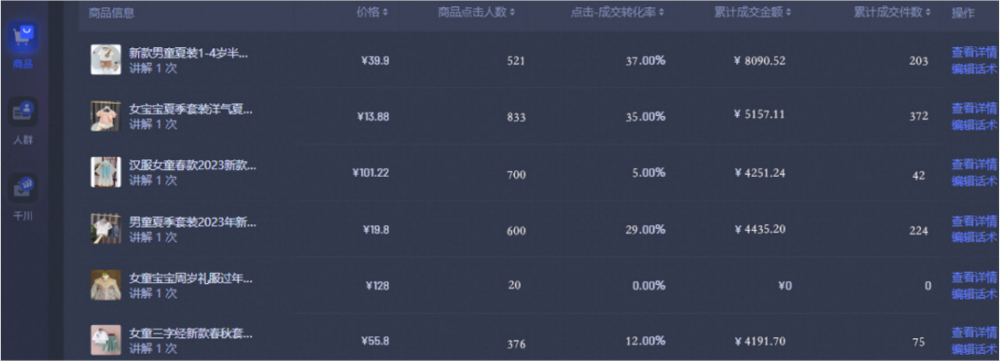 商品信息 价格 商品点击人数 点击-成交转化率 累计成交金额 累计成交件数 操作
商品
人群
千川
新款男童夏装1-4岁半...
讲解 1 次
¥39.9 521 37.00% ¥ 8090.52 203
查看详情
编辑话术
女宝宝夏季套装洋气夏...
讲解 1 次
¥13.88 833 35.00% ¥ 5157.11 372
查看详情
编辑话术
汉服女童春款2023新款...
讲解 1 次
¥101.22 700 5.00% ¥ 4251.24 42
查看详情
编辑话术
男童夏季套装2023年新...
讲解 1 次
¥19.8 600 29.00% ¥ 4435.20 224
查看详情
编辑话术
女童宝宝周岁礼服过年...
讲解 1 次
¥128 20 0.00% ¥0 0
查看详情
编辑话术
女童三字经新款春秋套...
讲解 1 次
¥55.8 376 12.00% ¥ 4191.70 75
查看详情
编辑话术